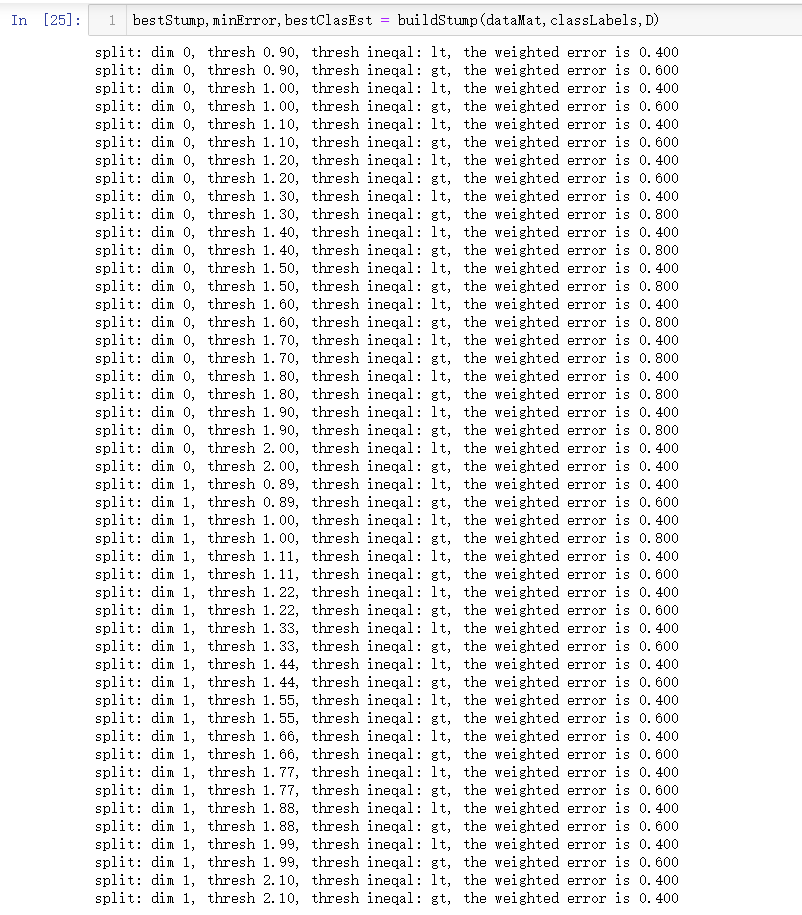 In [25]: 1 bestStump,minError,bestClasEst = buildStump(dataMat,classLabels,D)
split: dim 0, thresh 0.90, thresh ineqal: lt, the weighted error is 0.400
split: dim 0, thresh 0.90, thresh ineqal: gt, the weighted error is 0.600
split: dim 0, thresh 1.00, thresh ineqal: lt, the weighted error is 0.400
split: dim 0, thresh 1.00, thresh ineqal: gt, the weighted error is 0.600
split: dim 0, thresh 1.10, thresh ineqal: lt, the weighted error is 0.400
split: dim 0, thresh 1.10, thresh ineqal: gt, the weighted error is 0.600
split: dim 0, thresh 1.20, thresh ineqal: lt, the weighted error is 0.400
split: dim 0, thresh 1.20, thresh ineqal: gt, the weighted error is 0.600
split: dim 0, thresh 1.30, thresh ineqal: lt, the weighted error is 0.400
split: dim 0, thresh 1.30, thresh ineqal: gt, the weighted error is 0.800
split: dim 0, thresh 1.40, thresh ineqal: lt, the weighted error is 0.400
split: dim 0, thresh 1.40, thresh ineqal: gt, the weighted error is 0.800
split: dim 0, thresh 1.50, thresh ineqal: lt, the weighted error is 0.400
split: dim 0, thresh 1.50, thresh ineqal: gt, the weighted error is 0.800
split: dim 0, thresh 1.60, thresh ineqal: lt, the weighted error is 0.400
split: dim 0, thresh 1.60, thresh ineqal: gt, the weighted error is 0.800
split: dim 0, thresh 1.70, thresh ineqal: lt, the weighted error is 0.400
split: dim 0, thresh 1.70, thresh ineqal: gt, the weighted error is 0.800
split: dim 0, thresh 1.80, thresh ineqal: lt, the weighted error is 0.400
split: dim 0, thresh 1.80, thresh ineqal: gt, the weighted error is 0.800
split: dim 0, thresh 1.90, thresh ineqal: lt, the weighted error is 0.400
split: dim 0, thresh 1.90, thresh ineqal: gt, the weighted error is 0.800
split: dim 0, thresh 2.00, thresh ineqal: lt, the weighted error is 0.400
split: dim 0, thresh 2.00, thresh ineqal: gt, the weighted error is 0.400
split: dim 1, thresh 0.89, thresh ineqal: lt, the weighted error is 0.400
split: dim 1, thresh 0.89, thresh ineqal: gt, the weighted error is 0.600
split: dim 1, thresh 1.00, thresh ineqal: lt, the weighted error is 0.400
split: dim 1, thresh 1.00, thresh ineqal: gt, the weighted error is 0.800
split: dim 1, thresh 1.11, thresh ineqal: lt, the weighted error is 0.400
split: dim 1, thresh 1.11, thresh ineqal: gt, the weighted error is 0.600
split: dim 1, thresh 1.22, thresh ineqal: lt, the weighted error is 0.400
split: dim 1, thresh 1.22, thresh ineqal: gt, the weighted error is 0.600
split: dim 1, thresh 1.33, thresh ineqal: lt, the weighted error is 0.400
split: dim 1, thresh 1.33, thresh ineqal: gt, the weighted error is 0.600
split: dim 1, thresh 1.44, thresh ineqal: lt, the weighted error is 0.400
split: dim 1, thresh 1.44, thresh ineqal: gt, the weighted error is 0.600
split: dim 1, thresh 1.55, thresh ineqal: lt, the weighted error is 0.400
split: dim 1, thresh 1.55, thresh ineqal: gt, the weighted error is 0.600
split: dim 1, thresh 1.66, thresh ineqal: lt, the weighted error is 0.400
split: dim 1, thresh 1.66, thresh ineqal: gt, the weighted error is 0.600
split: dim 1, thresh 1.77, thresh ineqal: lt, the weighted error is 0.400
split: dim 1, thresh 1.77, thresh ineqal: gt, the weighted error is 0.600
split: dim 1, thresh 1.88, thresh ineqal: lt, the weighted error is 0.400
split: dim 1, thresh 1.88, thresh ineqal: gt, the weighted error is 0.600
split: dim 1, thresh 1.99, thresh ineqal: lt, the weighted error is 0.400
split: dim 1, thresh 1.99, thresh ineqal: gt, the weighted error is 0.600
split: dim 1, thresh 2.10, thresh ineqal: lt, the weighted error is 0.400
split: dim 1, thresh 2.10, thresh ineqal: gt, the weighted error is 0.400